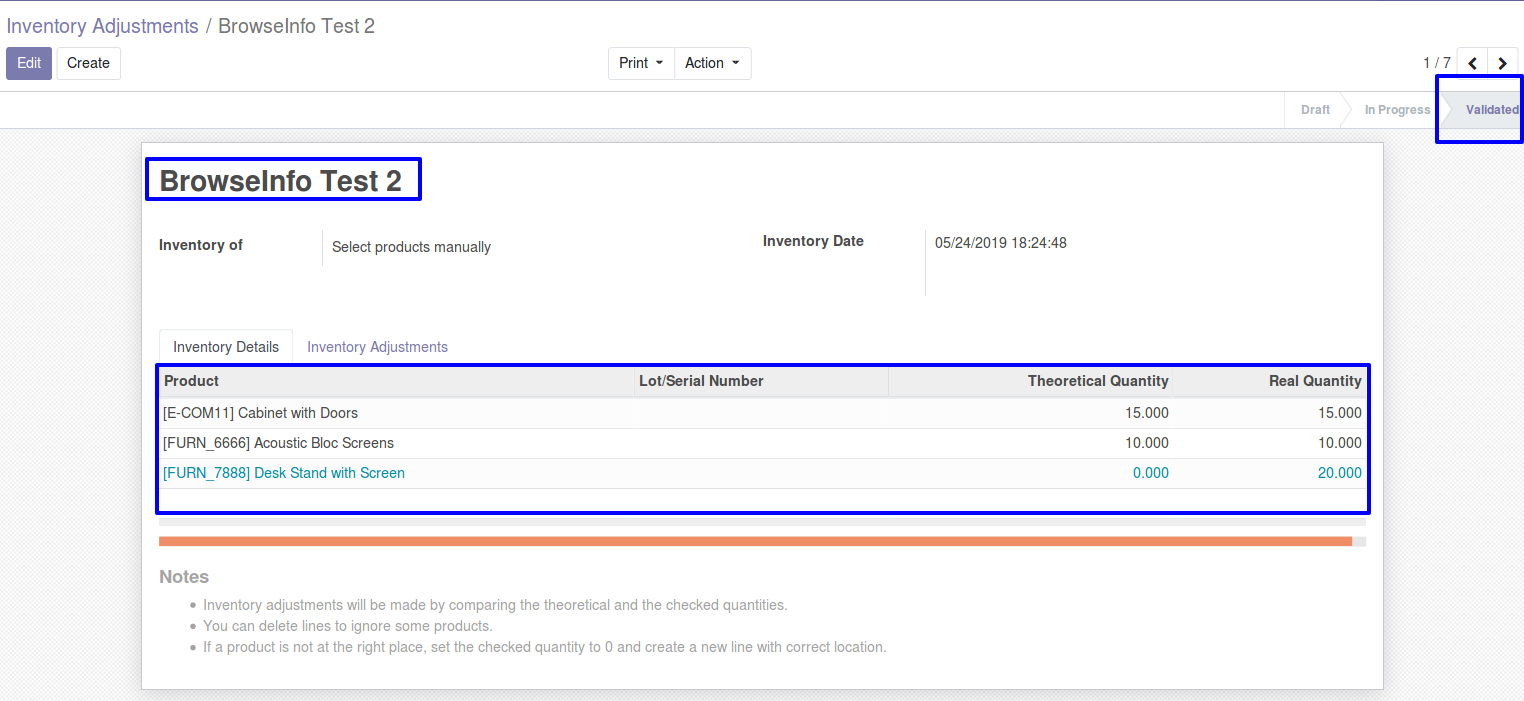 Inventory Adjustments / BrowseInfo Test 2
Edit Create Print Action 1 / 7
Draft In Progress Validated
BrowseInfo Test 2
Inventory of Select products manually Inventory Date 05/24/2019 18:24:48
Inventory Details Inventory Adjustments
Product Lot/Serial Number Theoretical Quantity Real Quantity
[E-COM11] Cabinet with Doors 15.000 15.000
[FURN_6666] Acoustic Bloc Screens 10.000 10.000
[FURN_7888] Desk Stand with Screen 0.000 20.000
Notes
Inventory adjustments will be made by comparing the theoretical and the checked quantities.
You can delete lines to ignore some products.
If a product is not at the right place, set the checked quantity to 0 and create a new line with correct location.